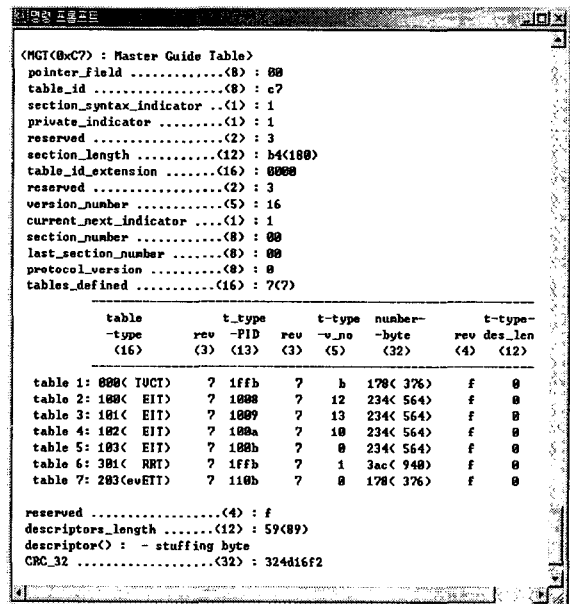 명령 프롬프트
(MGT(0xC7) : Master Guide Table)
pointer_field .............(8) : 00
table_id ..................(8) : c7
section_syntax_indicator ..(1) : 1
private_indicator .........(1) : 1
reserved ..................(2) : 3
section_length ...........(12) : b4(180)
table_id_extension .......(16) : 0000
reserved ..................(2) : 3
version_number ............(5) : 16
current_next_indicator ....(1) : 1
section_number ............(8) : 00
last_section_number .......(8) : 00
protocol_version ..........(8) : 0
tables_defined ...........(16) : 7(7)
table t_type t-type number- t-type-
-type rev -PID rev -v_no -byte rev des_len
(16) (3) (13) (3) (5) (32) (4) (12)
table 1: 000( TVCT) 7 1ffb 7 b 178( 376) f 0
table 2: 100( EIT) 7 1008 7 12 234( 564) f 0
table 3: 101( EIT) 7 1009 7 13 234( 564) f 0
table 4: 102( EIT) 7 100a 7 10 234( 564) f 0
table 5: 103( EIT) 7 100b 7 0 234( 564) f 0
table 6: 301( RRT) 7 1ffb 7 1 3ac( 940) f 0
table 7: 203(evETT) 7 110b 7 0 178( 376) f 0
reserved ..................(4) : f
descriptors_length .......(12) : 59(89)
descriptor() : - stuffing byte
CRC_32 ...................(32) : 324d16f2